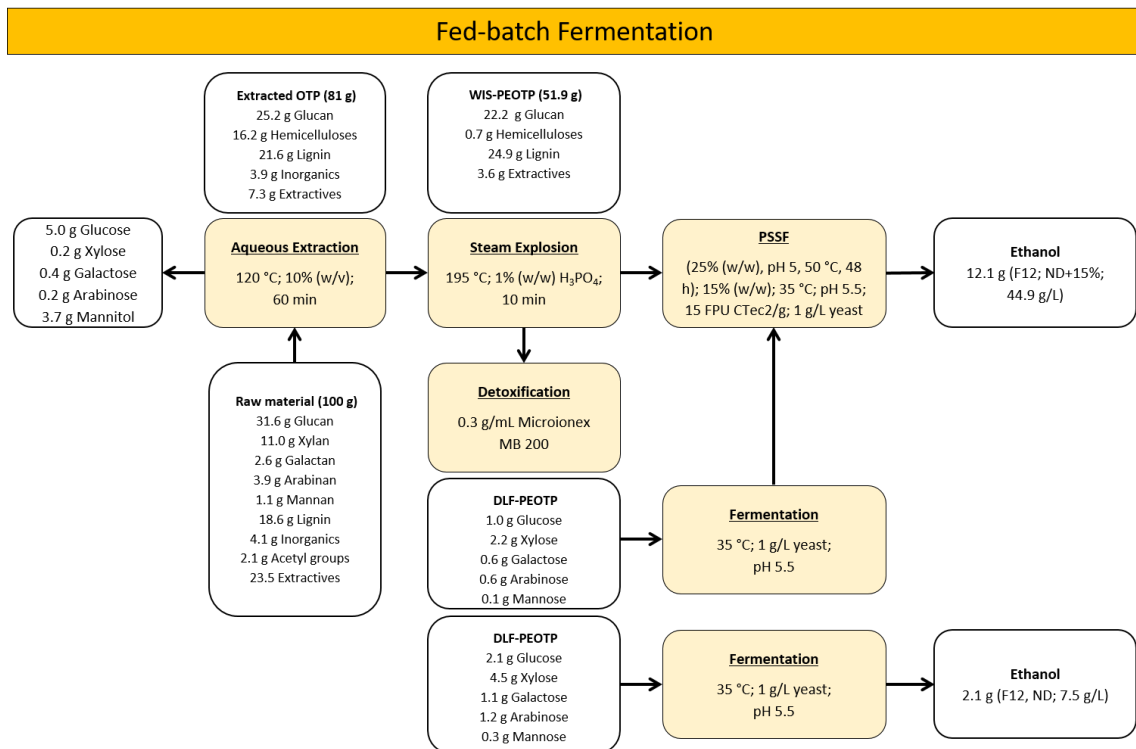 Fed-batch Fermentation
Extracted OTP (81 g)
25.2 g Glucan
16.2 g Hemicelluloses
21.6 g Lignin
3.9 g Inorganics
7.3 g Extractives
WIS-PEOTP (51.9 g)
22.2 g Glucan
0.7 g Hemicelluloses
24.9 g Lignin
3.6 g Extractives
5.0 g Glucose
0.2 g Xylose
0.4 g Galactose
0.2 g Arabinose
3.7 g Mannitol
Aqueous Extraction
120 °C; 10% (w/v);
60 min
Steam Explosion
195 °C; 1% (w/w) H₃PO₄;
10 min
PSSF
(25% (w/w), pH 5, 50 °C, 48
h); 15% (w/w); 35 °C; pH 5.5;
15 FPU CTec2/g; 1 g/L yeast
Ethanol
12.1 g (F12; ND+15%;
44.9 g/L)
Raw material (100 g)
31.6 g Glucan
11.0 g Xylan
2.6 g Galactan
3.9 g Arabinan
1.1 g Mannan
18.6 g Lignin
4.1 g Inorganics
2.1 g Acetyl groups
23.5 Extractives
Detoxification
0.3 g/mL Microionex
MB 200
DLF-PEOTP
1.0 g Glucose
2.2 g Xylose
0.6 g Galactose
0.6 g Arabinose
0.1 g Mannose
Fermentation
35 °C; 1 g/L yeast;
pH 5.5
DLF-PEOTP
2.1 g Glucose
4.5 g Xylose
1.1 g Galactose
1.2 g Arabinose
0.3 g Mannose
Fermentation
35 °C; 1 g/L yeast;
pH 5.5
Ethanol
2.1 g (F12, ND; 7.5 g/L)